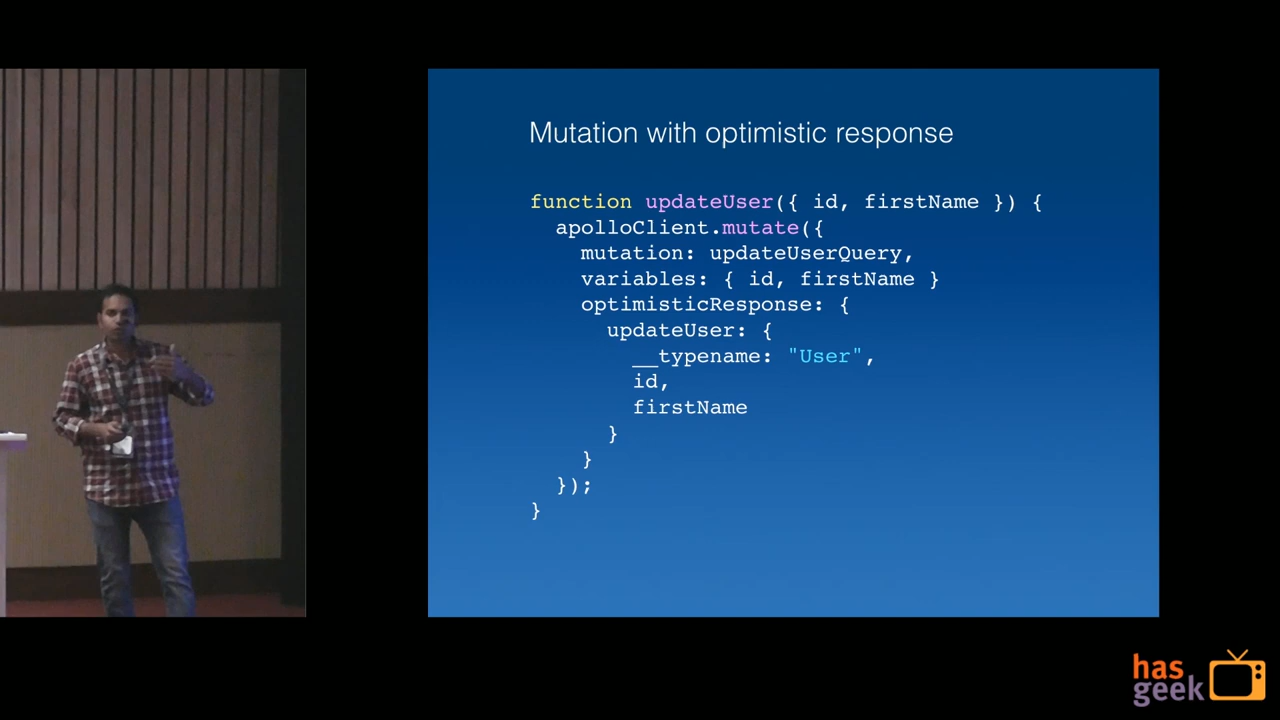 Mutation with optimistic response
function updateUser({ id, firstName }) {
  apolloClient.mutate({
    mutation: updateUserQuery,
    variables: { id, firstName }
    optimisticResponse: {
      updateUser: {
        __typename: "User",
        id,
        firstName
      }
    }
  });
}
has
geek